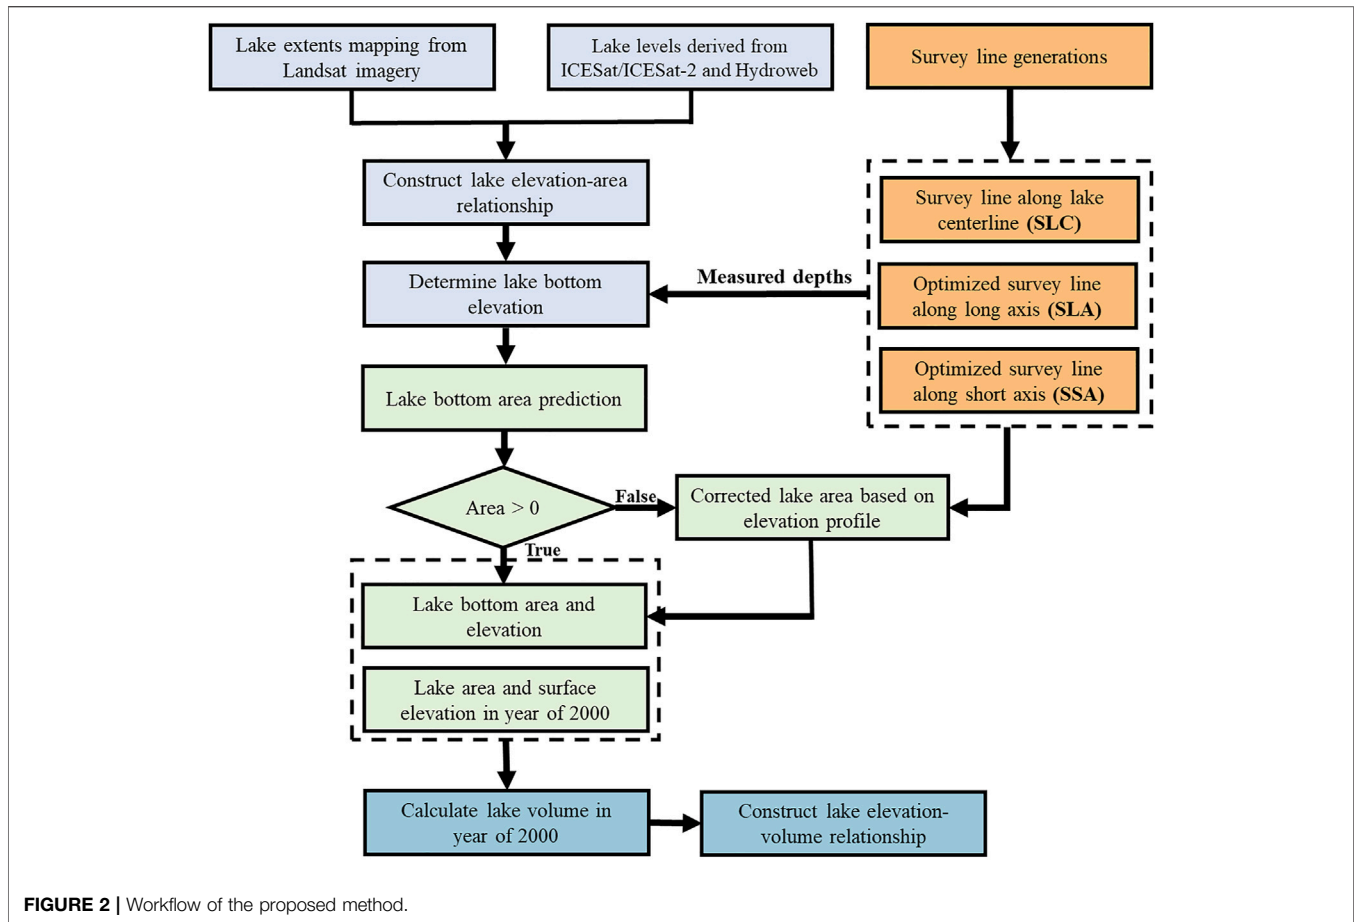 Lake extents mapping from
Landsat imagery
Lake levels derived from
ICESat/ICESat-2 and Hydroweb
Survey line generations
Construct lake elevation-area
relationship
Survey line along lake
centerline (SLC)
Determine lake bottom
elevation
Measured depths
Optimized survey line
along long axis (SLA)
Lake bottom area prediction
Optimized survey line
along short axis (SSA)
Area > 0
False
Corrected lake area based on
elevation profile
True
Lake bottom area and
elevation
Lake area and surface
elevation in year of 2000
Calculate lake volume in
year of 2000
Construct lake elevation-
volume relationship
FIGURE 2 | Workflow of the proposed method.